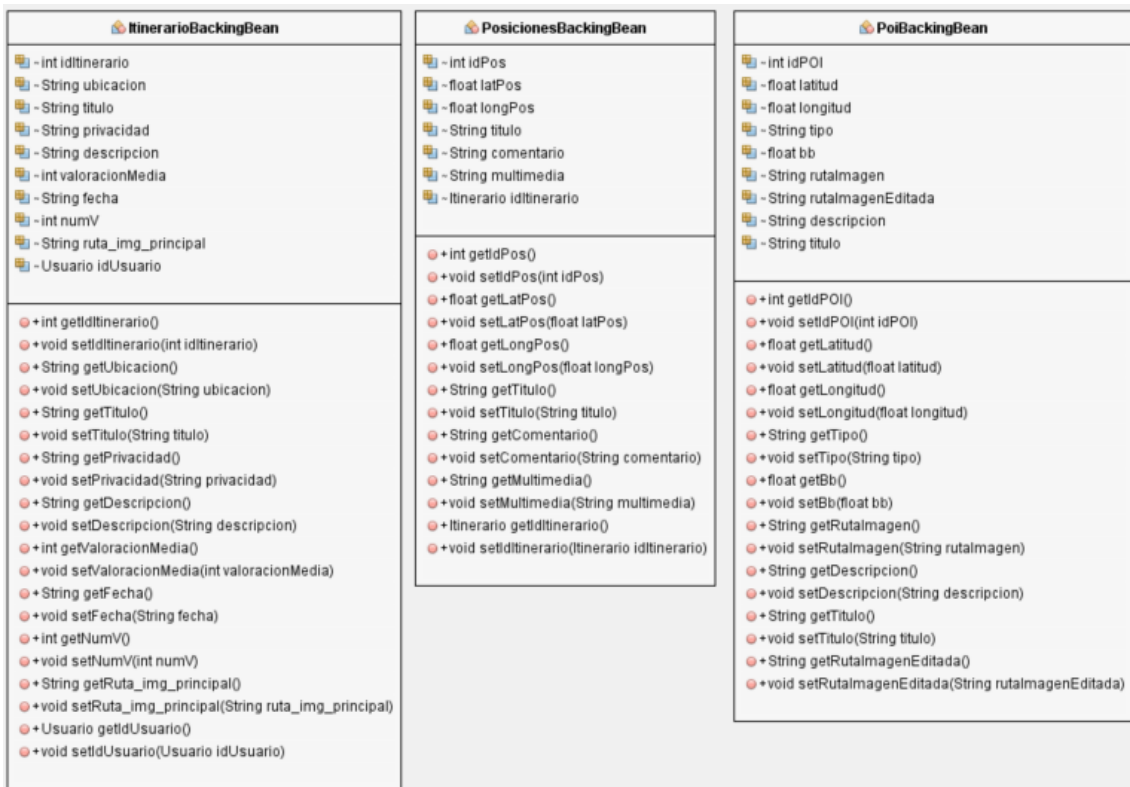 ItinerarioBackingBean
~int idItinerario
~String ubicacion
~String titulo
~String privacidad
~String descripcion
~int valoracionMedia
~String fecha
~int numV
~String ruta_img_principal
~Usuario idUsuario
+int getIdItinerario()
+void setIdItinerario(int idItinerario)
+String getUbicacion()
+void setUbicacion(String ubicacion)
+String getTitulo()
+void setTitulo(String titulo)
+String getPrivacidad()
+void setPrivacidad(String privacidad)
+String getDescripcion()
+void setDescripcion(String descripcion)
+int getValoracionMedia()
+void setValoracionMedia(int valoracionMedia)
+String getFecha()
+void setFecha(String fecha)
+int getNumV()
+void setNumV(int numV)
+String getRuta_img_principal()
+void setRuta_img_principal(String ruta_img_principal)
+Usuario getIdUsuario()
+void setIdUsuario(Usuario idUsuario)
PosicionesBackingBean
~int idPos
~float latPos
~float longPos
~String titulo
~String comentario
~String multimedia
~Itinerario idItinerario
+int getIdPos()
+void setIdPos(int idPos)
+float getLatPos()
+void setLatPos(float latPos)
+float getLongPos()
+void setLongPos(float longPos)
+String getTitulo()
+void setTitulo(String titulo)
+String getComentario()
+void setComentario(String comentario)
+String getMultimedia()
+void setMultimedia(String multimedia)
+Itinerario getIdItinerario()
+void setIdItinerario(Itinerario idItinerario)
PoiBackingBean
~int idPOI
~float latitud
~float longitud
~String tipo
~float bb
~String rutaImagen
~String rutaImagenEditada
~String descripcion
~String titulo
+int getIdPOI()
+void setIdPOI(int idPOI)
+float getLatitud()
+void setLatitud(float latitud)
+float getLongitud()
+void setLongitud(float longitud)
+String getTipo()
+void setTipo(String tipo)
+float getBb()
+void setBb(float bb)
+String getRutaImagen()
+void setRutaImagen(String rutaImagen)
+String getDescripcion()
+void setDescripcion(String descripcion)
+String getTitulo()
+void setTitulo(String titulo)
+String getRutaImagenEditada()
+void setRutaImagenEditada(String rutaImagenEditada)